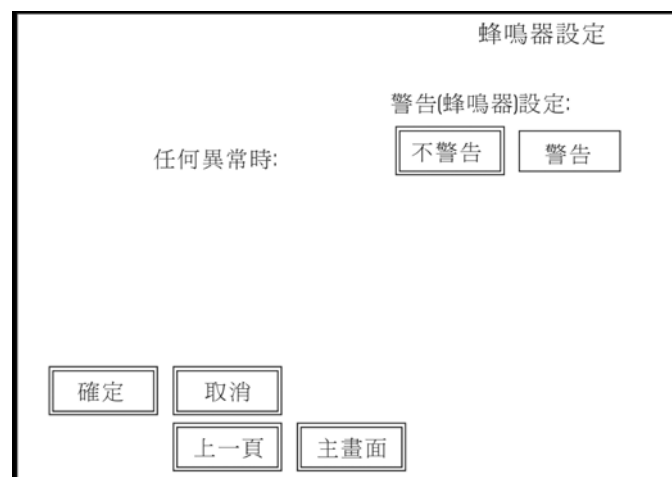 蜂鳴器設定
警告(蜂鳴器)設定:
任何異常時: 不警告 警告
確定 取消
上一頁 主畫面